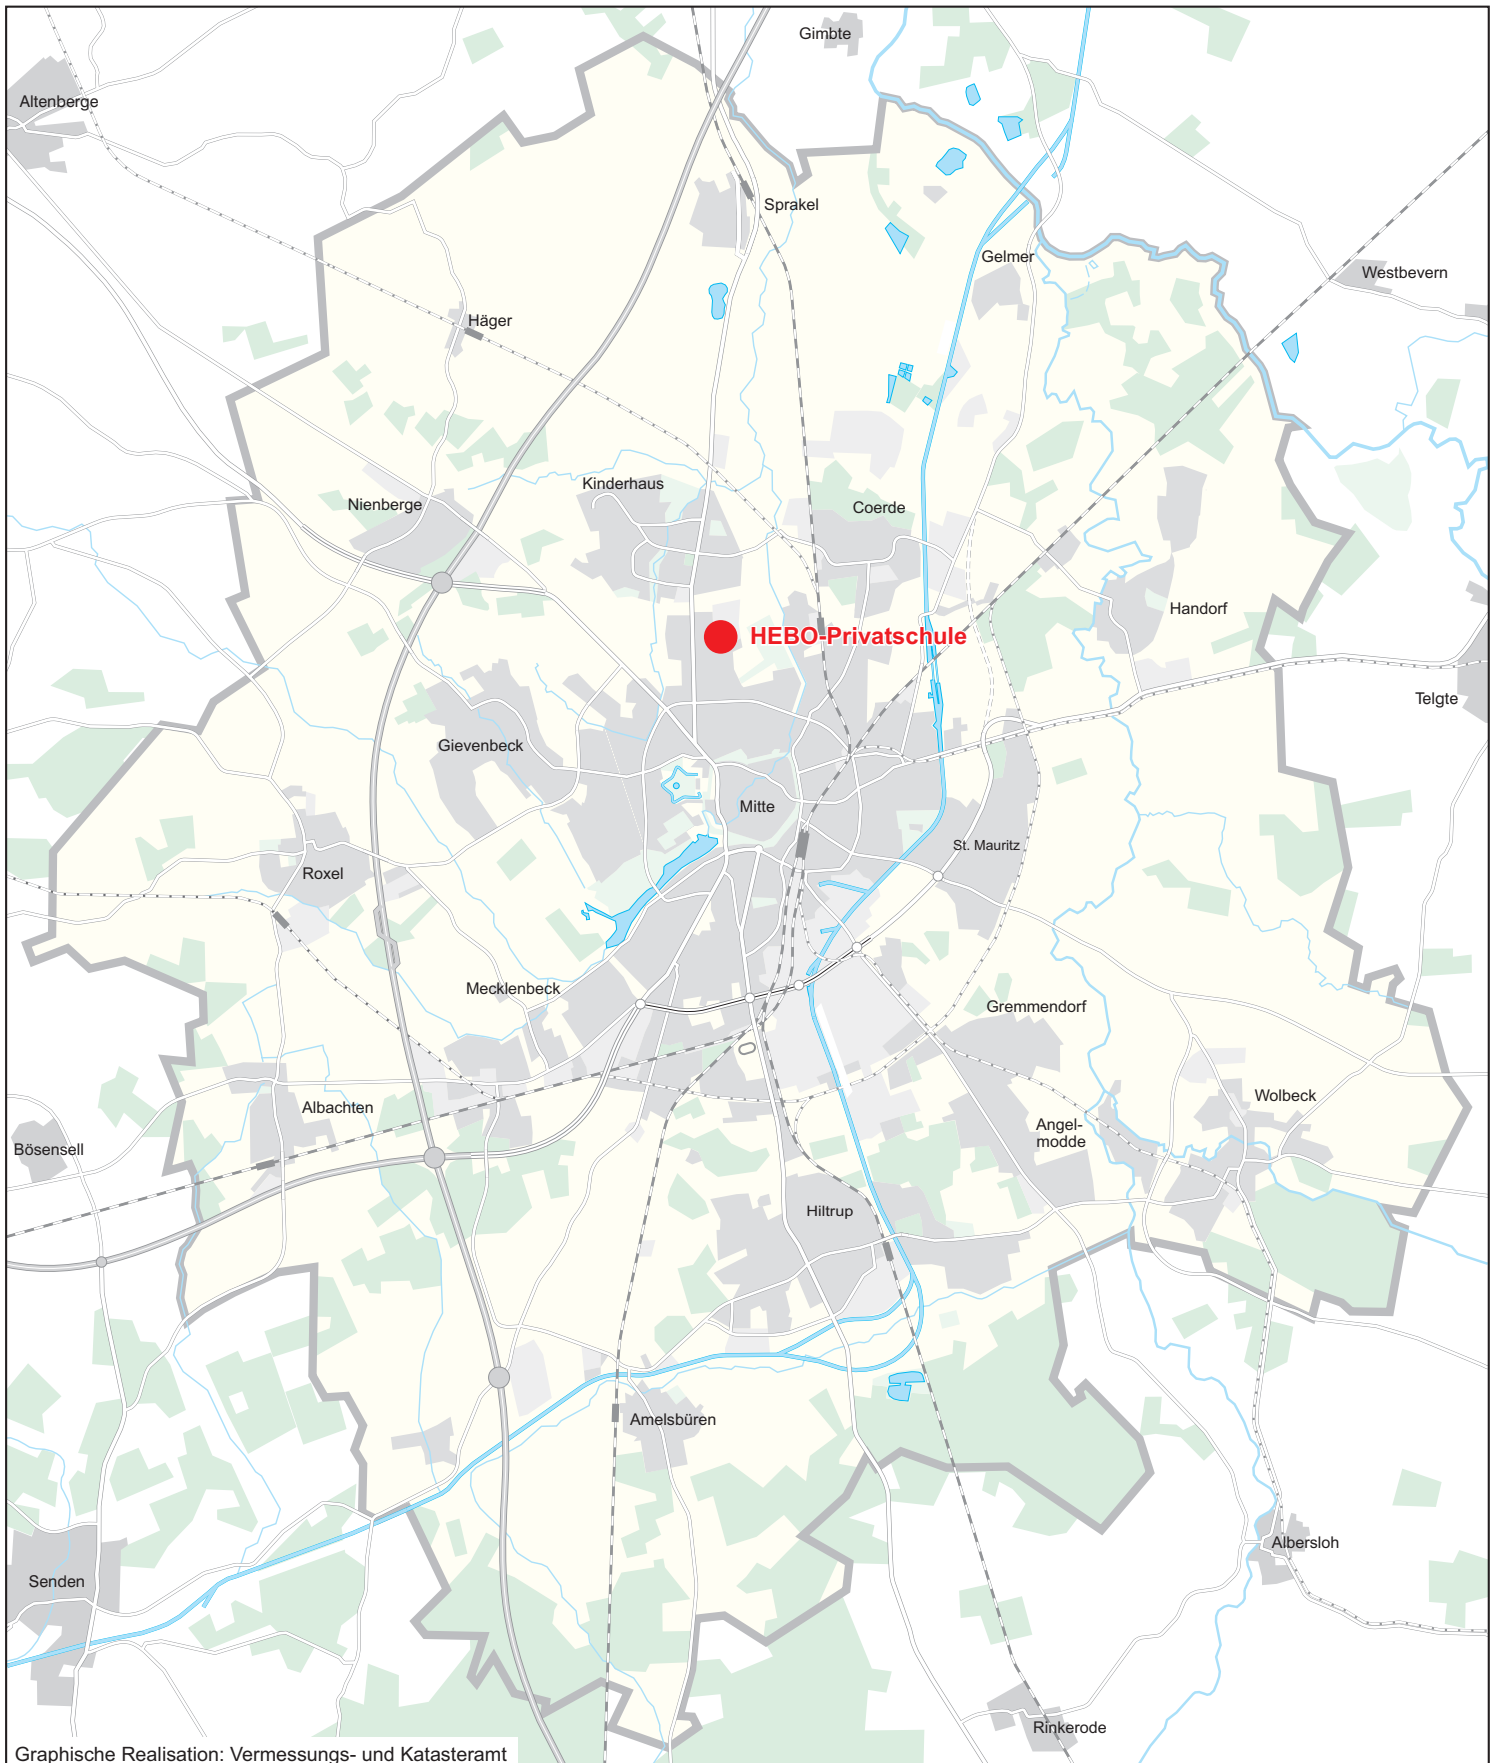 Gimbte
Altenberge
Sprakel
Gelmer
Westbevern
Häger
Kinderhaus
Nienberge
Coerde
Handorf
HEBO-Privatschule
Telgte
Gievenbeck
Mitte
St. Mauritz
Roxel
Mecklenbeck
Gremmendorf
Wolbeck
Albachten
Angel-
modde
Bösensell
Hiltrup
Amelsbüren
Albersloh
Senden
Rinkerode
Graphische Realisation: Vermessungs- und Katasteramt